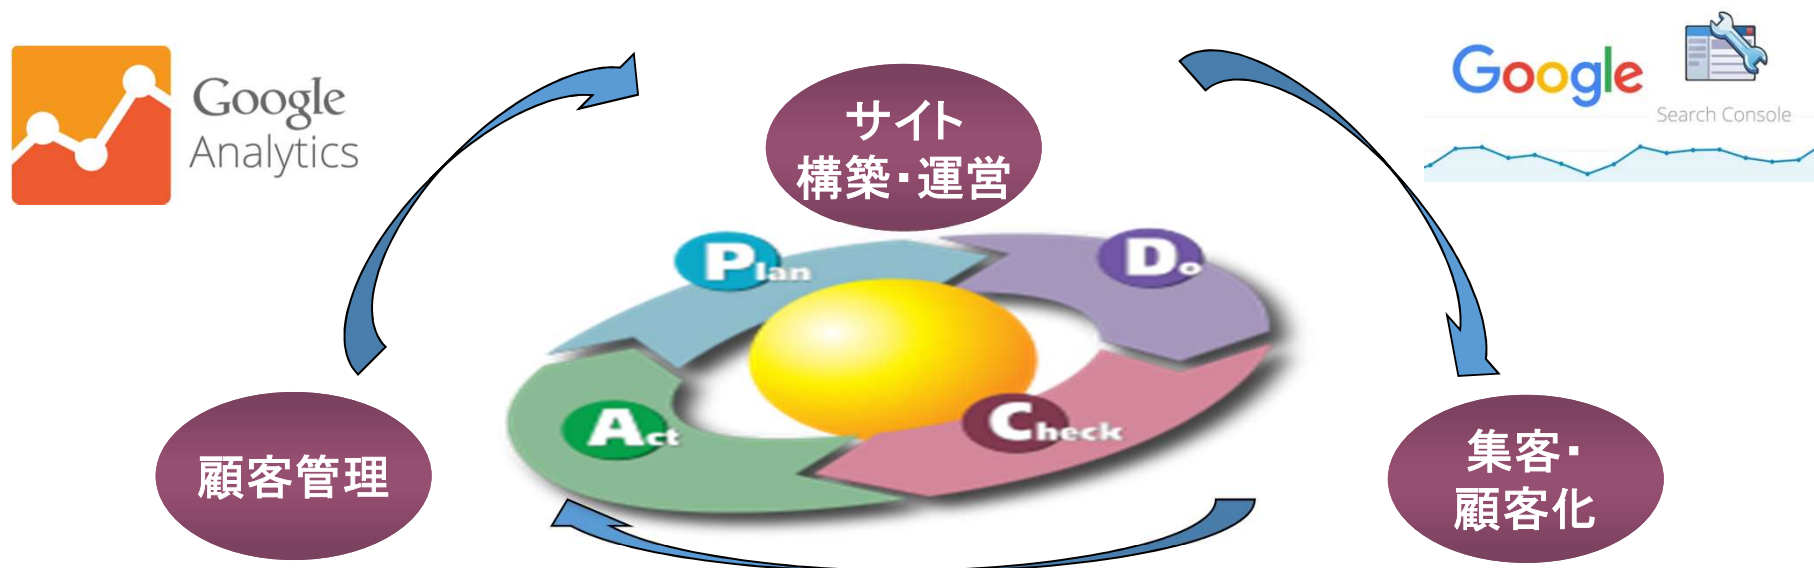 Google
Analytics
サイト
構築・運営
Google
Search Console
Plan
Do
Act
Check
顧客管理
集客・
顧客化